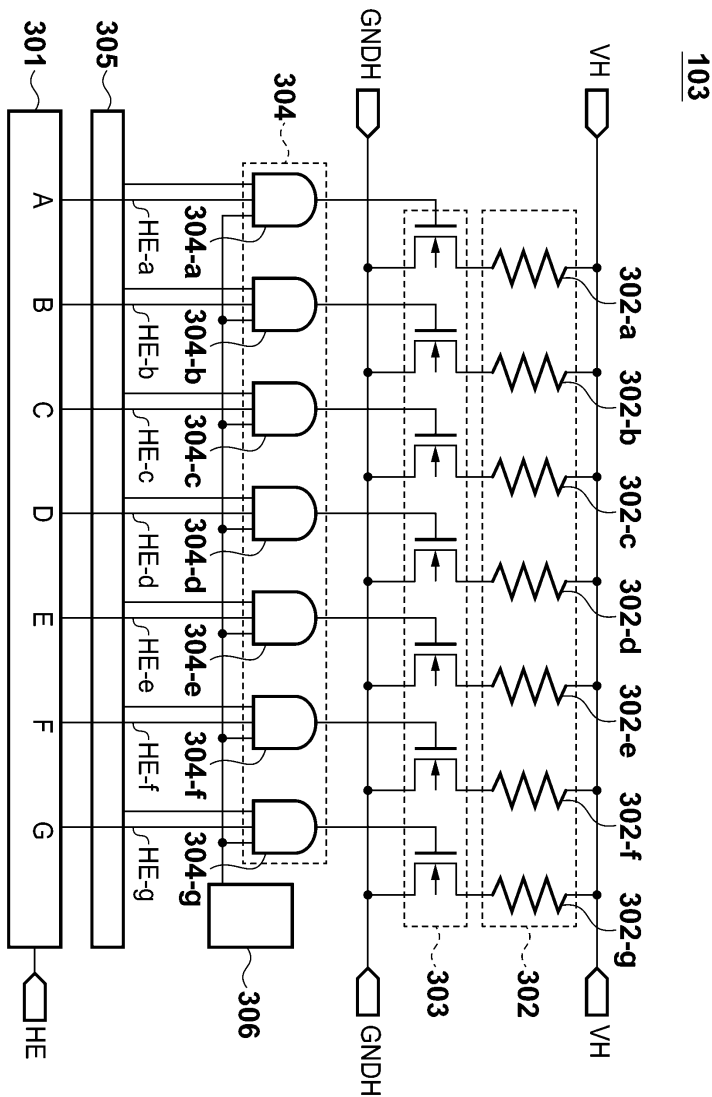 103
VH
VH
302-a
302-b
302-c
302-d
302-e
302-f
302-g
302
303
GNDH
GNDH
304
304-a
304-b
304-c
304-d
304-e
304-f
304-g
306
HE-a
HE-b
HE-c
HE-d
HE-e
HE-f
HE-g
305
301
A
B
C
D
E
F
G
HE